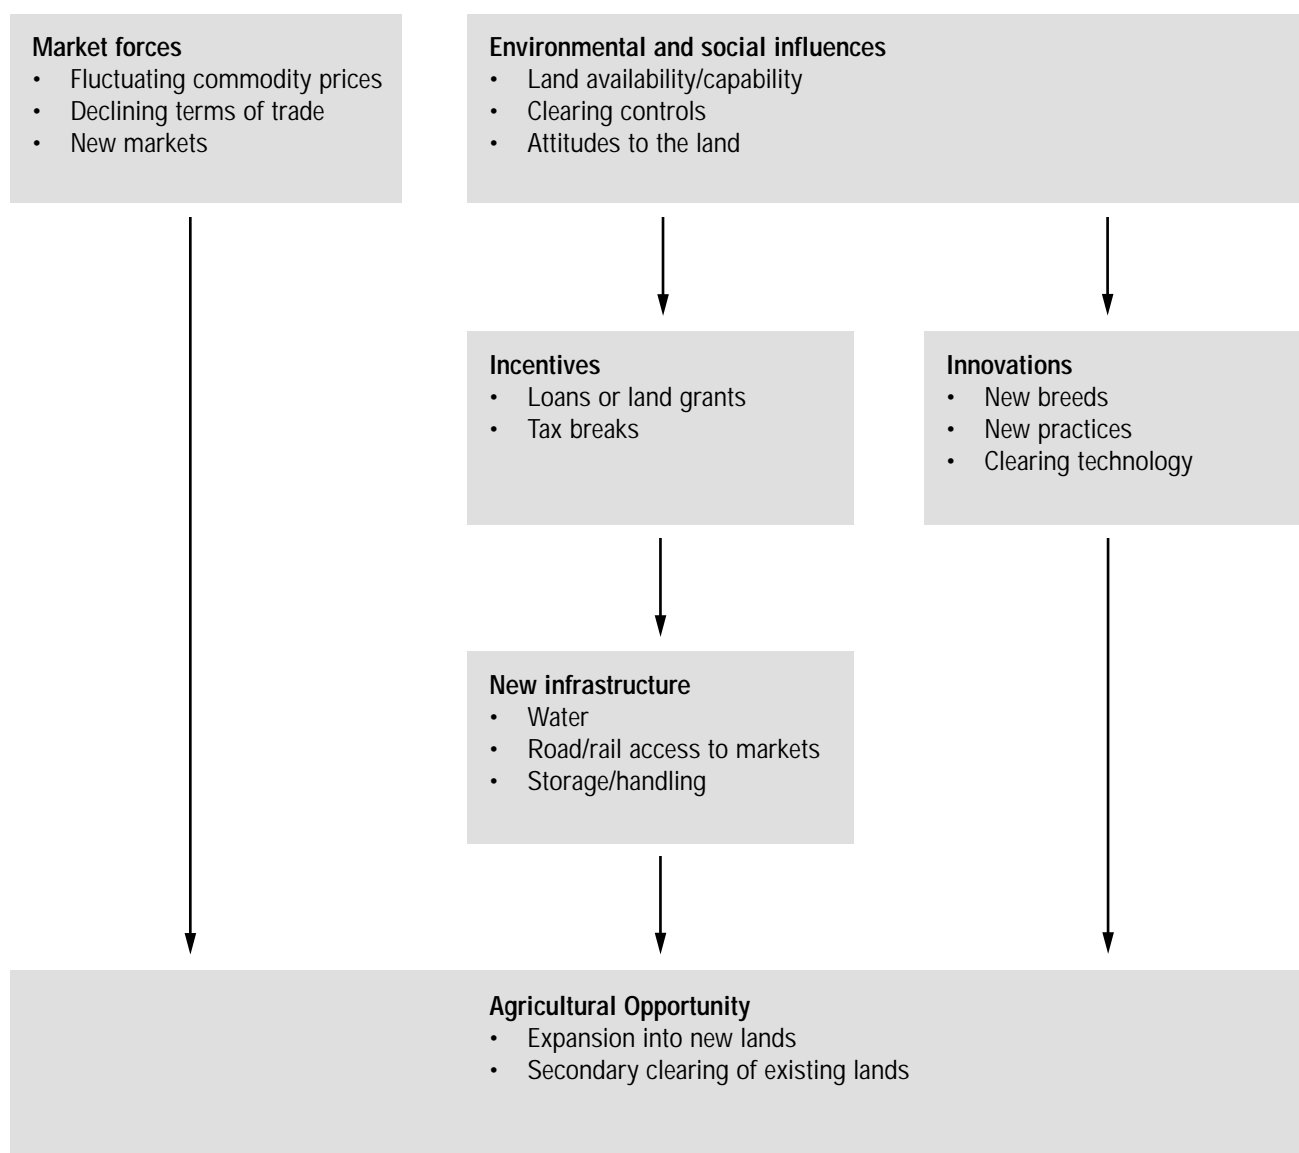 Market forces
• Fluctuating commodity prices
• Declining terms of trade
• New markets
Environmental and social influences
• Land availability/capability
• Clearing controls
• Attitudes to the land
Incentives
• Loans or land grants
• Tax breaks
Innovations
• New breeds
• New practices
• Clearing technology
New infrastructure
• Water
• Road/rail access to markets
• Storage/handling
Agricultural Opportunity
• Expansion into new lands
• Secondary clearing of existing lands